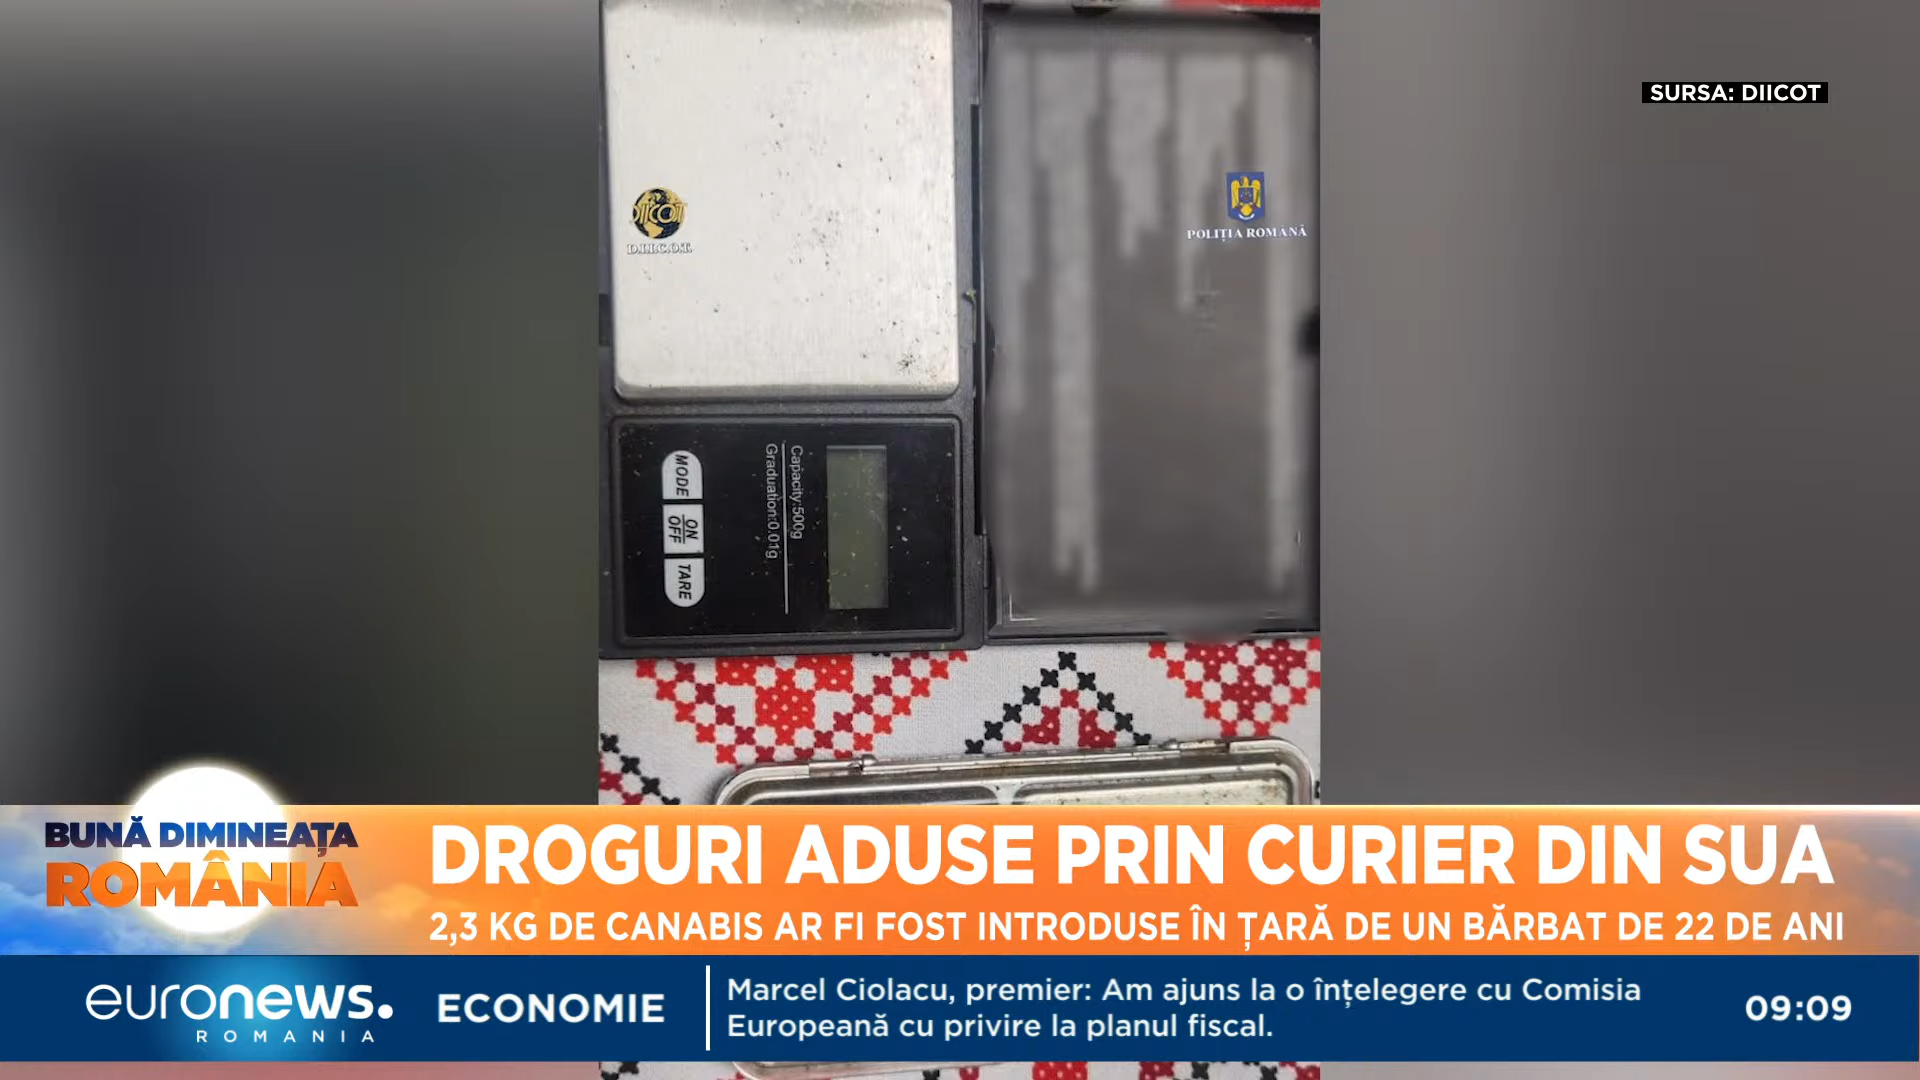 SURSA: DIICOT
DIICOT
D.I.I.C.O.T.
POLIȚIA ROMÂNĂ
Capacity:500g
Graduation:0.01g
MODE
ON
OFF
TARE
BUNĂ DIMINEAȚA
ROMÂNIA
DROGURI ADUSE PRIN CURIER DIN SUA
2,3 KG DE CANABIS AR FI FOST INTRODUSE ÎN ȚARĂ DE UN BĂRBAT DE 22 DE ANI
euronews.
ROMANIA
ECONOMIE
Marcel Ciolacu, premier: Am ajuns la o înțelegere cu Comisia
Europeană cu privire la planul fiscal.
09:09